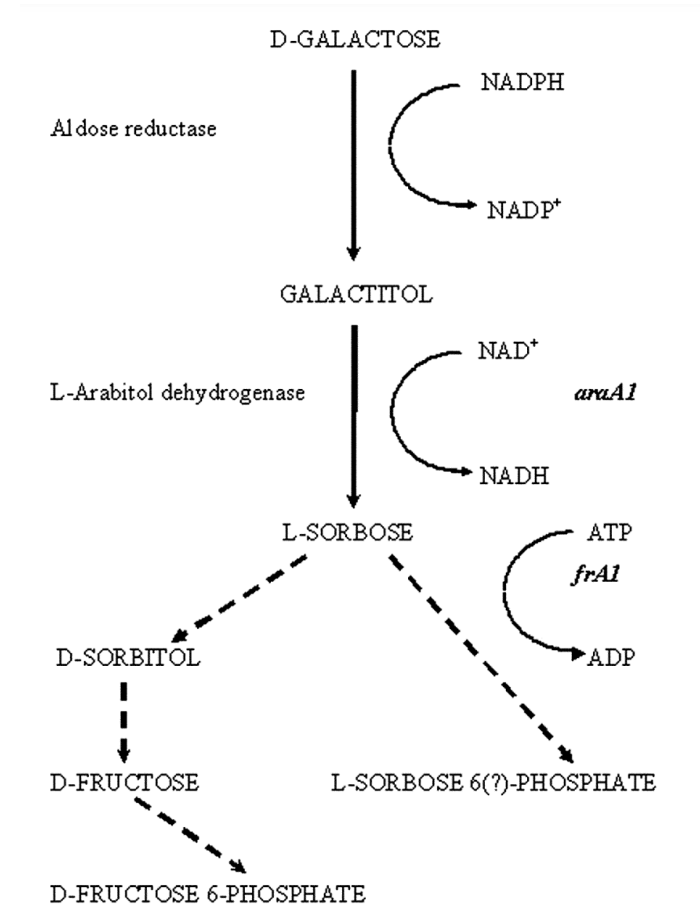 D-GALACTOSE
NADPH
Aldose reductase
NADP+
GALACTITOL
NAD+
L-Arabitol dehydrogenase
araA1
NADH
L-SORBOSE
ATP
frA1
D-SORBITOL
ADP
D-FRUCTOSE
L-SORBOSE 6(?)-PHOSPHATE
D-FRUCTOSE 6-PHOSPHATE